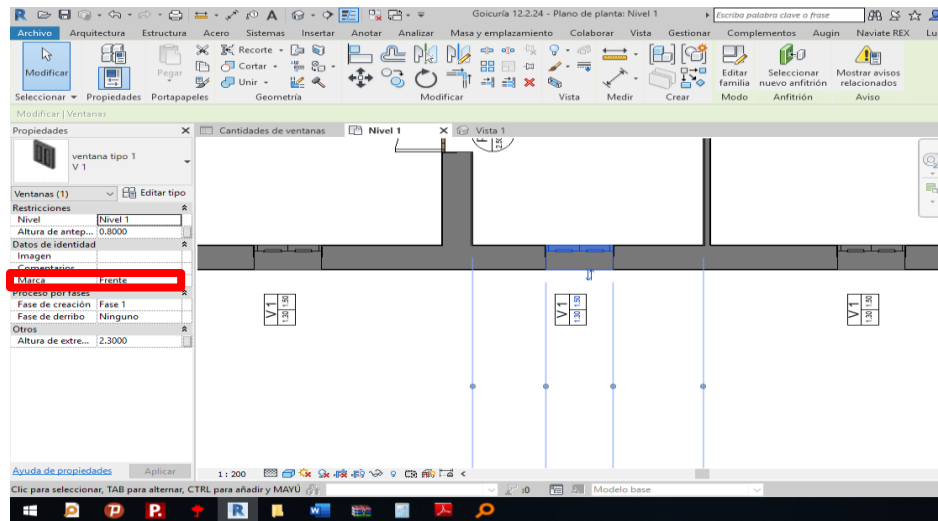 Goicuría 12.2.24 - Plano de planta: Nivel 1
Escriba palabra clave o frase
Archivo Arquitectura Estructura Acero Sistemas Insertar Anotar Analizar Masa y emplazamiento Colaborar Vista Gestionar Complementos Augin Naviate REX Lu
Modificar
Pegar
Recorte
Cortar
Unir
Editar familia
Seleccionar nuevo anfitrión
Mostrar avisos relacionados
Seleccionar Propiedades Portapapeles Geometría Modificar Vista Medir Crear Modo Anfitrión Aviso
Modificar | Ventanas
Propiedades
Cantidades de ventanas
Nivel 1
Vista 1
ventana tipo 1
V 1
Ventanas (1) Editar tipo
Restricciones
Nivel Nivel 1
Altura de antep... 0.8000
Datos de identidad
Imagen
Comentarios
Marca Frente
Proceso por fases
Fase de creación Fase 1
Fase de derribo Ninguno
Otros
Altura de extre... 2.3000
2.50
V 1 1.30 1.50
V 1 1.30 1.50
V 1 1.30 1.50
Ayuda de propiedades Aplicar
1 : 200
Clic para seleccionar, TAB para alternar, CTRL para añadir y MAYÚ
:0
Modelo base